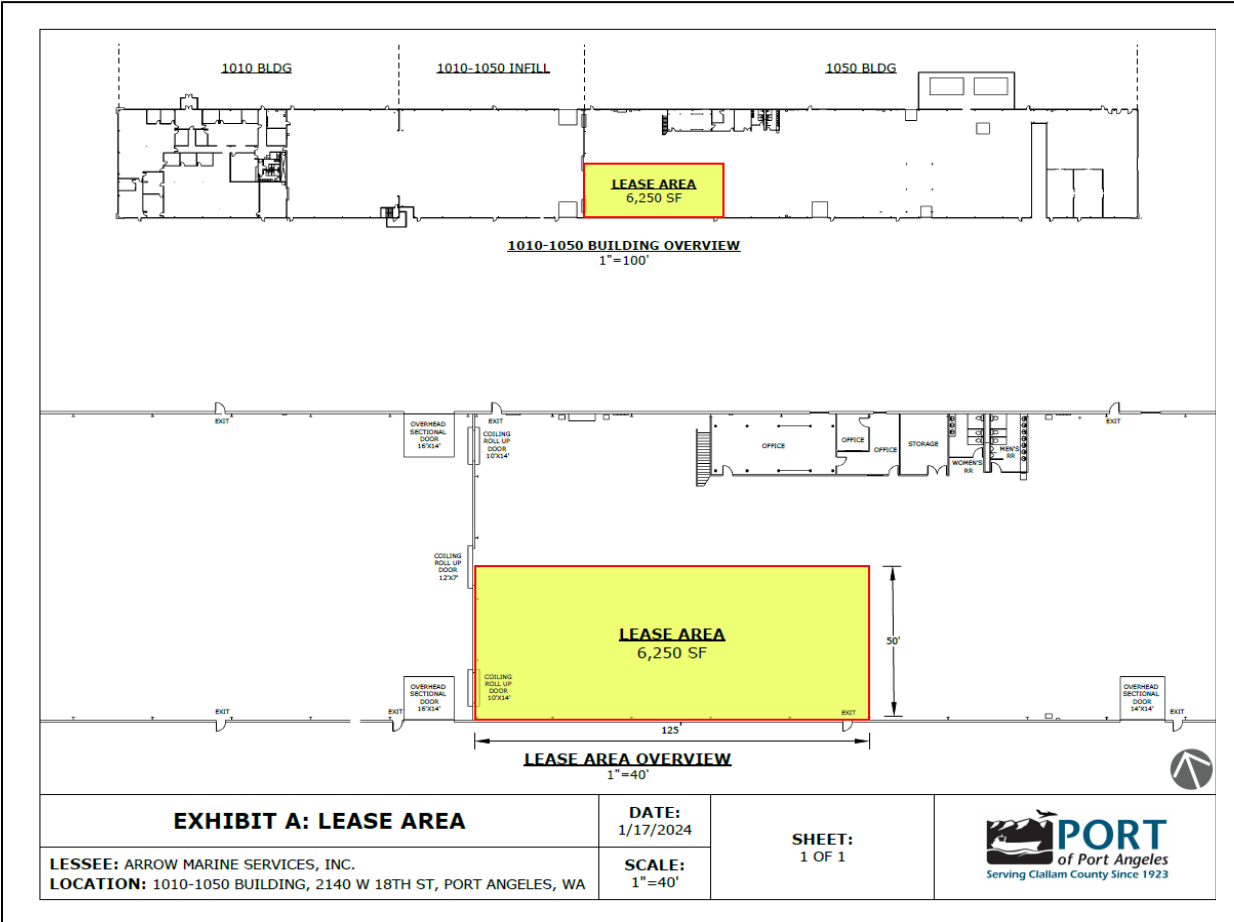 1010 BLDG
1010-1050 INFILL
1050 BLDG
LEASE AREA
6,250 SF
1010-1050 BUILDING OVERVIEW
1"=100'
EXIT
OVERHEAD
SECTIONAL
DOOR
16'X14'
EXIT
COILING
ROLL UP
DOOR
10'X14'
OFFICE
OFFICE
OFFICE
STORAGE
WOMEN'S
RR
MEN'S
RR
EXIT
COILING
ROLL UP
DOOR
12'X7'
LEASE AREA
6,250 SF
50'
OVERHEAD
SECTIONAL
DOOR
16'X14'
COILING
ROLL UP
DOOR
10'X14'
OVERHEAD
SECTIONAL
DOOR
14'X14'
EXIT
EXIT
EXIT
EXIT
125'
LEASE AREA OVERVIEW
1"=40'
EXHIBIT A: LEASE AREA
DATE:
1/17/2024
SHEET:
1 OF 1
LESSEE: ARROW MARINE SERVICES, INC.
LOCATION: 1010-1050 BUILDING, 2140 W 18TH ST, PORT ANGELES, WA
SCALE:
1"=40'
PORT
of Port Angeles
Serving Clallam County Since 1923